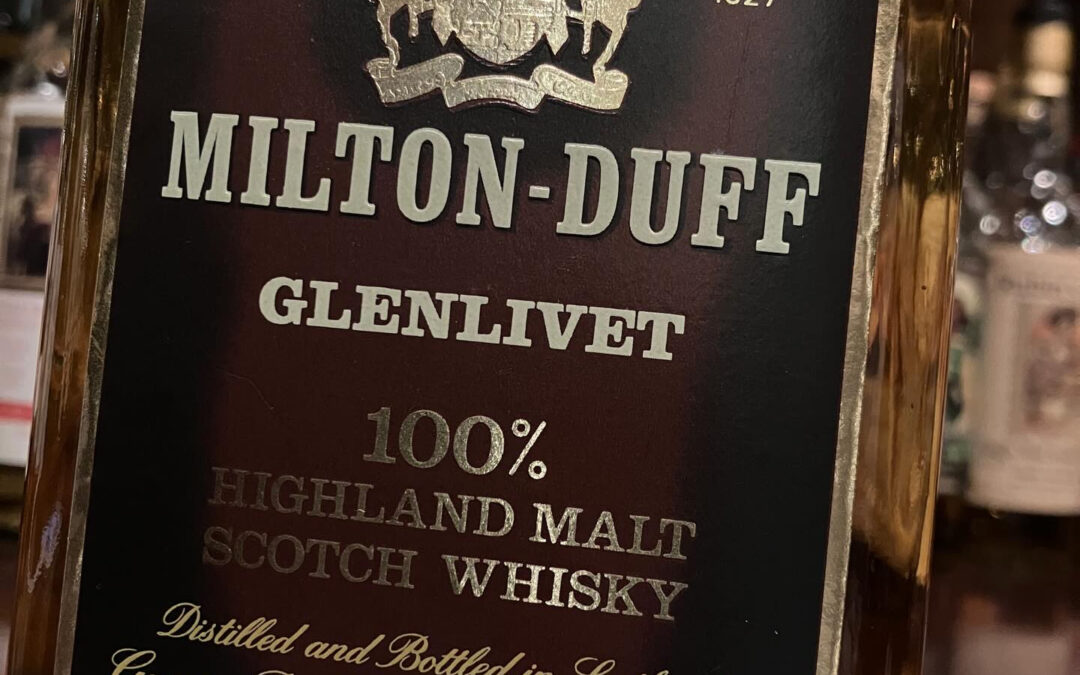 MILTON-DUFF
GLENLIVET
100%
HIGHLAND MALT
SCOTCH WHISKY
Distilled and Bottled in